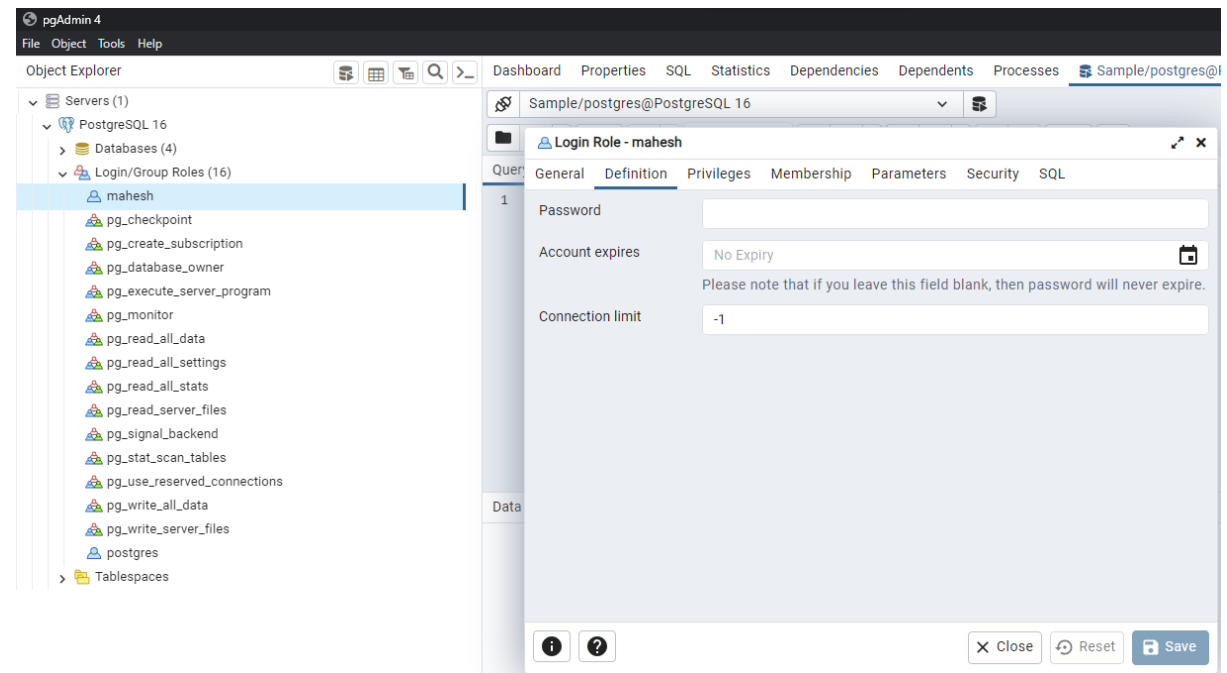 pgAdmin 4
File Object Tools Help
Object Explorer
Dashboard Properties SQL Statistics Dependencies Dependents Processes Sample/postgres@
Servers (1)
PostgreSQL 16
Databases (4)
Login/Group Roles (16)
mahesh
pg_checkpoint
pg_create_subscription
pg_database_owner
pg_execute_server_program
pg_monitor
pg_read_all_data
pg_read_all_settings
pg_read_all_stats
pg_read_server_files
pg_signal_backend
pg_stat_scan_tables
pg_use_reserved_connections
pg_write_all_data
pg_write_server_files
postgres
Tablespaces
Sample/postgres@PostgreSQL 16
Query
1
Data
Login Role - mahesh
General Definition Privileges Membership Parameters Security SQL
Password
Account expires No Expiry
Please note that if you leave this field blank, then password will never expire.
Connection limit -1
Close Reset Save